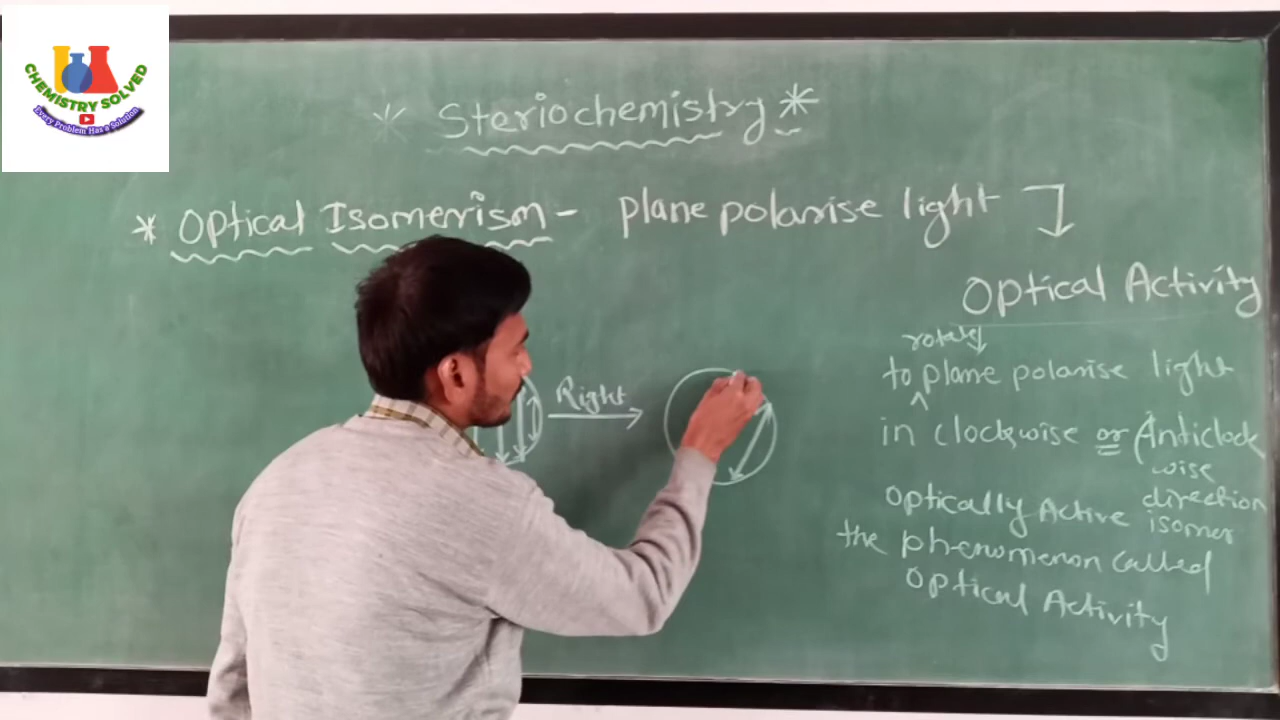 CHEMISTRY SOLVED
Every Problem Has a Solution
* Steriochemistry *
* Optical Isomerism - plane polarise light
Optical Activity
rotate
to plane polarise light
in clockwise or Anticlock
wise
direction
Optically Active isomer
the phenomenon called
optical Activity
Right